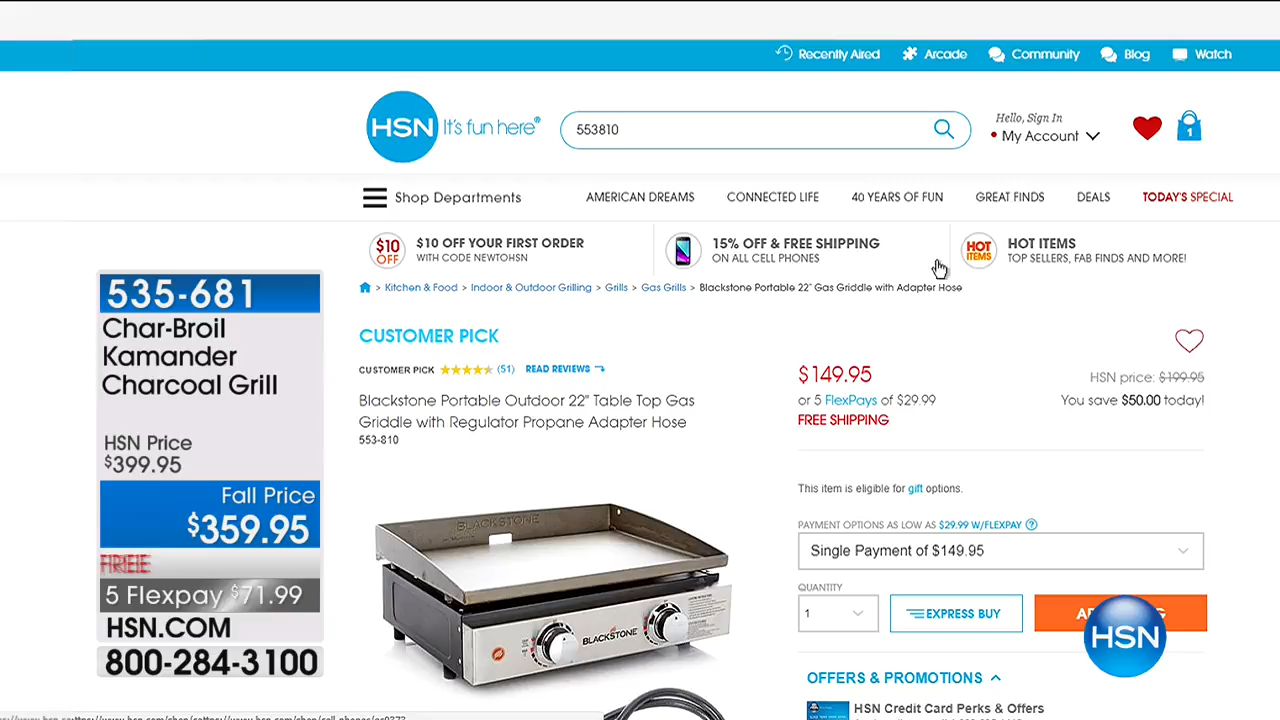 Recently Aired
Arcade
Community
Blog
Watch
HSN It's fun here®
553810
Hello, Sign In
My Account
1
Shop Departments
AMERICAN DREAMS
CONNECTED LIFE
40 YEARS OF FUN
GREAT FINDS
DEALS
TODAY'S SPECIAL
$10 OFF
$10 OFF YOUR FIRST ORDER
WITH CODE NEWTOHSN
15% OFF & FREE SHIPPING
ON ALL CELL PHONES
HOT ITEMS
HOT ITEMS
TOP SELLERS, FAB FINDS AND MORE!
> Kitchen & Food > Indoor & Outdoor Grilling > Grills > Gas Grills > Blackstone Portable 22" Gas Griddle with Adapter Hose
535-681
Char-Broil
Kamander
Charcoal Grill
HSN Price
$399.95
Fall Price
$359.95
5 Flexpay $71.99
HSN.COM
800-284-3100
CUSTOMER PICK
CUSTOMER PICK (51) READ REVIEWS
Blackstone Portable Outdoor 22" Table Top Gas
Griddle with Regulator Propane Adapter Hose
553-810
BLACKSTONE
BLACKSTONE
$149.95
HSN price: $199.95
or 5 FlexPays of $29.99
You save $50.00 today!
FREE SHIPPING
This item is eligible for gift options.
PAYMENT OPTIONS AS LOW AS $29.99 W/FLEXPAY ?
Single Payment of $149.95
QUANTITY
1
EXPRESS BUY
HSN
OFFERS & PROMOTIONS
HSN Credit Card Perks & Offers